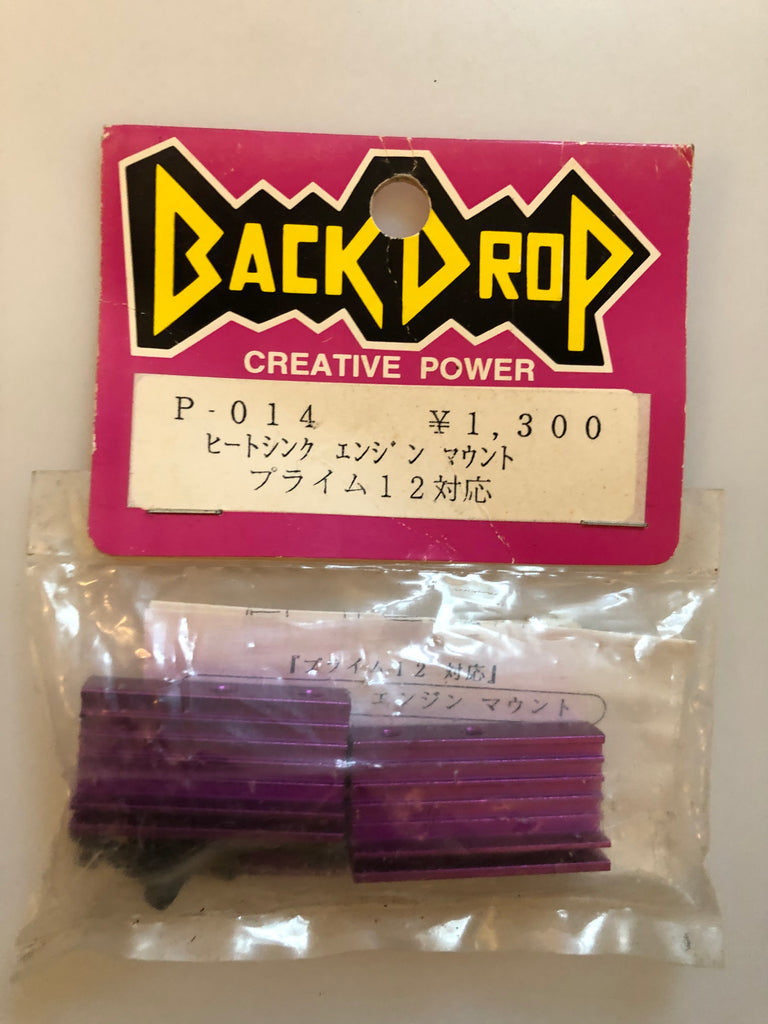 BACKDROP
CREATIVE POWER
P-014 ¥1,300
ヒートシンク エンジン マウント
プライム12対応
『プライム12 対応』
エンジン マウント